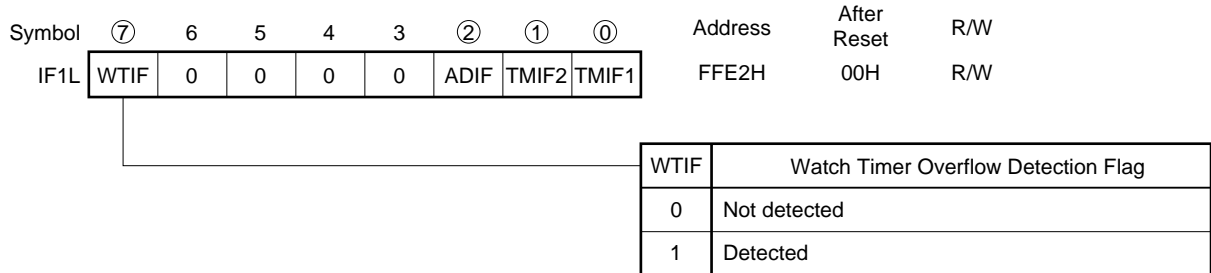 Symbol ⑦ 6 5 4 3 ② ① ⓪ Address After Reset R/W
IF1L WTIF 0 0 0 0 ADIF TMIF2 TMIF1 FFE2H 00H R/W
WTIF Watch Timer Overflow Detection Flag
0 Not detected
1 Detected